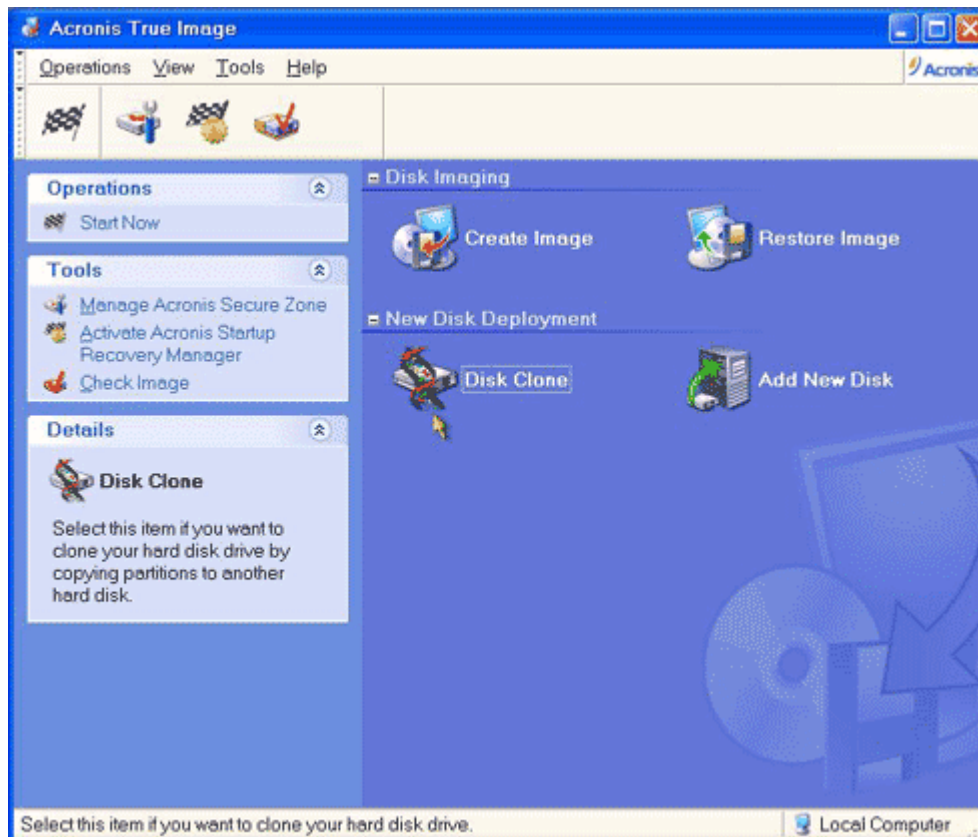 Acronis True Image
Operations View Tools Help
Acronis
Operations
Start Now
Tools
Manage Acronis Secure Zone
Activate Acronis Startup
Recovery Manager
Check Image
Details
Disk Clone
Select this item if you want to
clone your hard disk drive by
copying partitions to another
hard disk.
Disk Imaging
Create Image
Restore Image
New Disk Deployment
Disk Clone
Add New Disk
Select this item if you want to clone your hard disk drive.
Local Computer